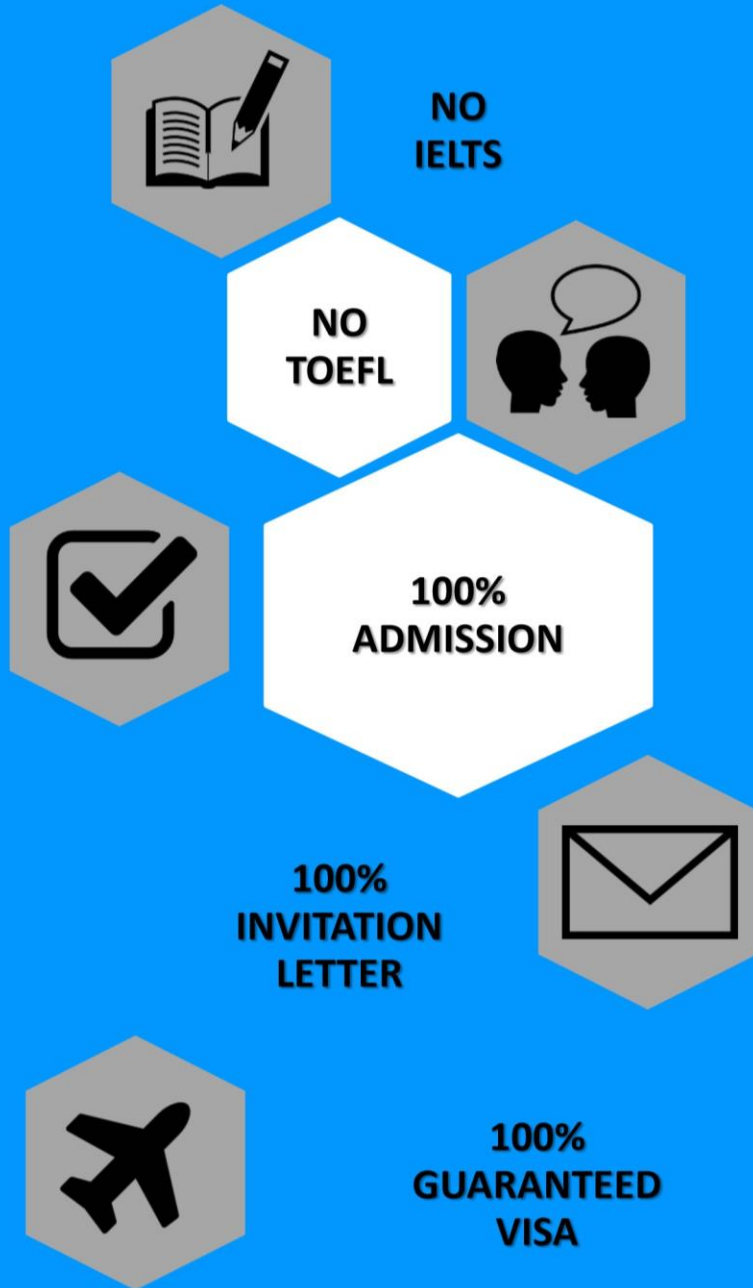 NO
IELTS
NO
TOEFL
100%
ADMISSION
100%
INVITATION
LETTER
100%
GUARANTEED
VISA